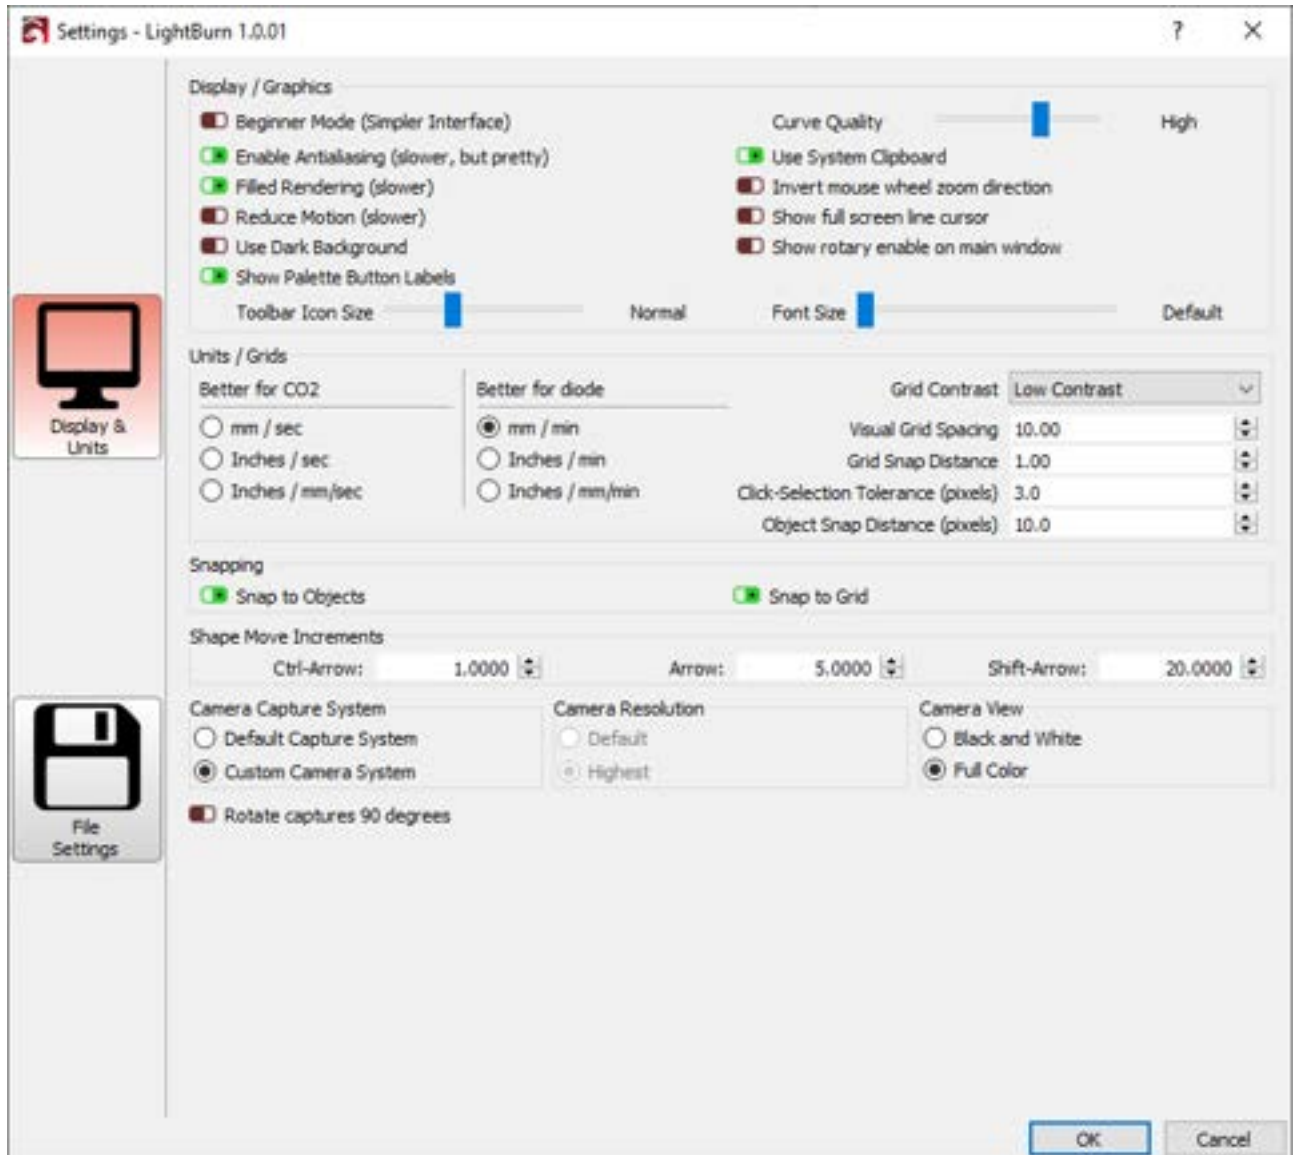 Settings - LightBurn 1.0.01 ?
Display / Graphics
Beginner Mode (Simpler Interface) Curve Quality High
Enable Antialiasing (slower, but pretty) Use System Clipboard
Filled Rendering (slower) Invert mouse wheel zoom direction
Reduce Motion (slower) Show full screen line cursor
Use Dark Background Show rotary enable on main window
Show Palette Button Labels
Toolbar Icon Size Normal Font Size Default
Display &
Units
Units / Grids
Better for CO2 Better for diode Grid Contrast Low Contrast
mm / sec mm / min Visual Grid Spacing 10.00
Inches / sec Inches / min Grid Snap Distance 1.00
Inches / mm/sec Inches / mm/min Click-Selection Tolerance (pixels) 3.0
Object Snap Distance (pixels) 10.0
Snapping
Snap to Objects Snap to Grid
Shape Move Increments
Ctrl-Arrow: 1.0000 Arrow: 5.0000 Shift-Arrow: 20.0000
Camera Capture System Camera Resolution Camera View
Default Capture System Default Black and White
Custom Camera System Highest Full Color
Rotate captures 90 degrees
File
Settings
OK Cancel